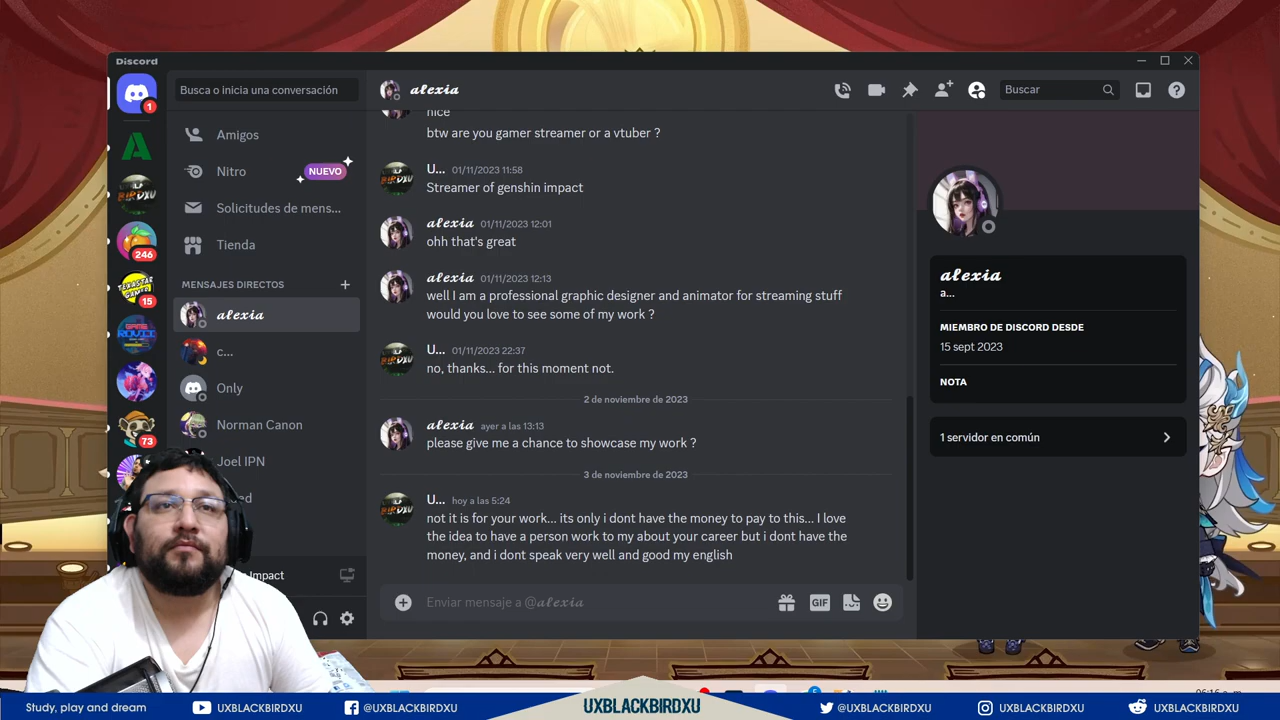 Discord
Busca o inicia una conversación
Amigos
Nitro
NUEVO
Solicitudes de mens...
Tienda
MENSAJES DIRECTOS
alexia
c...
Only
Norman Canon
Joel IPN
Impact
1
246
15
73
TEXASTAR
alexia
Buscar
nice
btw are you gamer streamer or a vtuber ?
U... 01/11/2023 11:58
Streamer of genshin impact
alexia 01/11/2023 12:01
ohh that's great
alexia 01/11/2023 12:13
well I am a professional graphic designer and animator for streaming stuff
would you love to see some of my work ?
U... 01/11/2023 22:37
no, thanks... for this moment not.
2 de noviembre de 2023
alexia ayer a las 13:13
please give me a chance to showcase my work ?
3 de noviembre de 2023
U... hoy a las 5:24
not it is for your work... its only i dont have the money to pay to this... I love
the idea to have a person work to my about your career but i dont have the
money, and i dont speak very well and good my english
Enviar mensaje a @alexia
GIF
alexia
a...
MIEMBRO DE DISCORD DESDE
15 sept 2023
NOTA
1 servidor en común
Study, play and dream
UXBLACKBIRDXU
@UXBLACKBIRDXU
UXBLACKBIRDXU
@UXBLACKBIRDXU
UXBLACKBIRDXU
UXBLACKBIRDXU